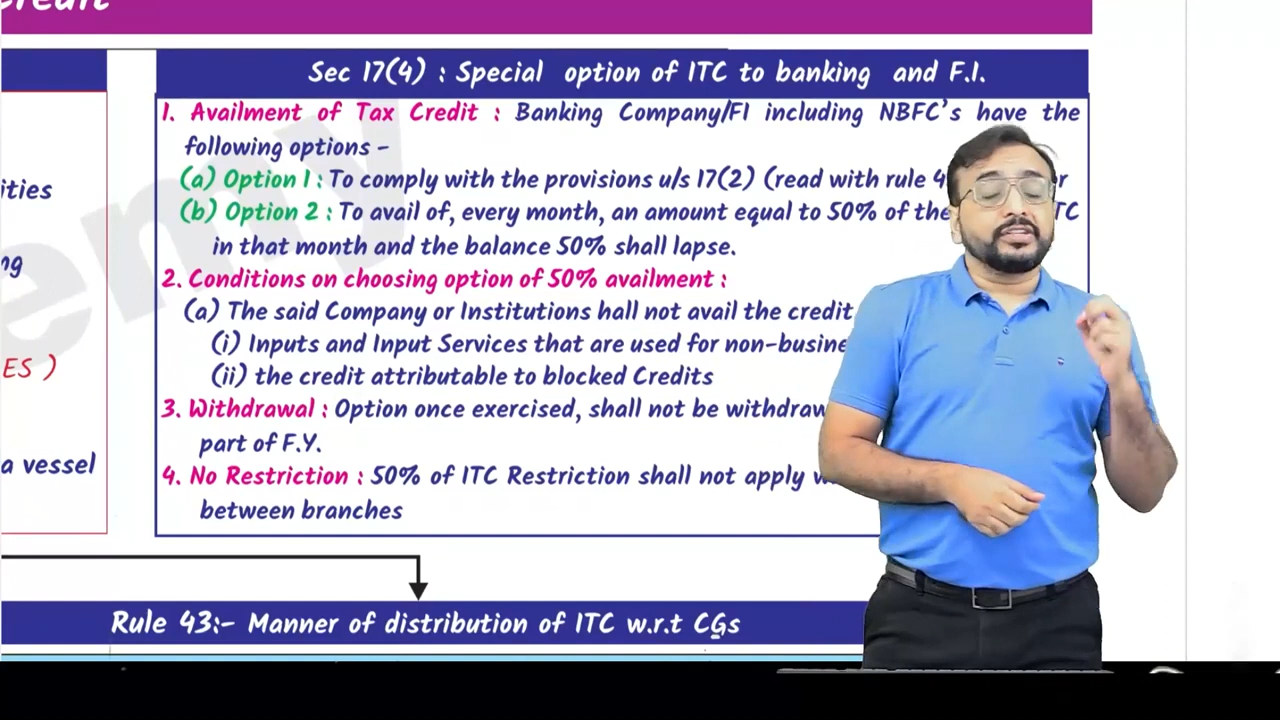 Credit
Sec 17(4) : Special option of ITC to banking and F.I.
1. Availment of Tax Credit : Banking Company/FI including NBFC's have the
following options -
(a) Option 1 : To comply with the provisions u/s 17(2) (read with rule
(b) Option 2 : To avail of, every month, an amount equal to 50% of the
in that month and the balance 50% shall lapse.
2. Conditions on choosing option of 50% availment :
(a) The said Company or Institutions hall not avail the credit
(i) Inputs and Input Services that are used for
(ii) the credit attributable to blocked Credits
3. Withdrawal : Option once exercised, shall not be
part of F.Y.
4. No Restriction : 50% of ITC Restriction shall not apply
between branches
ES )
a vessel
Rule 43:- Manner of distribution of ITC w.r.t CGs